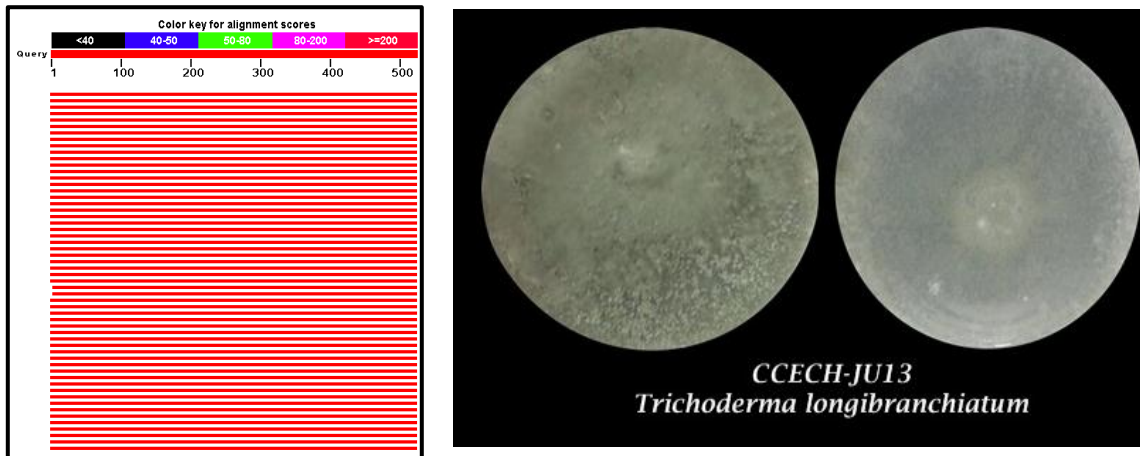 Color key for alignment scores
<40 40-50 50-80 80-200 >=200
Query
1 100 200 300 400 500
CCECH-JU13
Trichoderma longibranchiatum